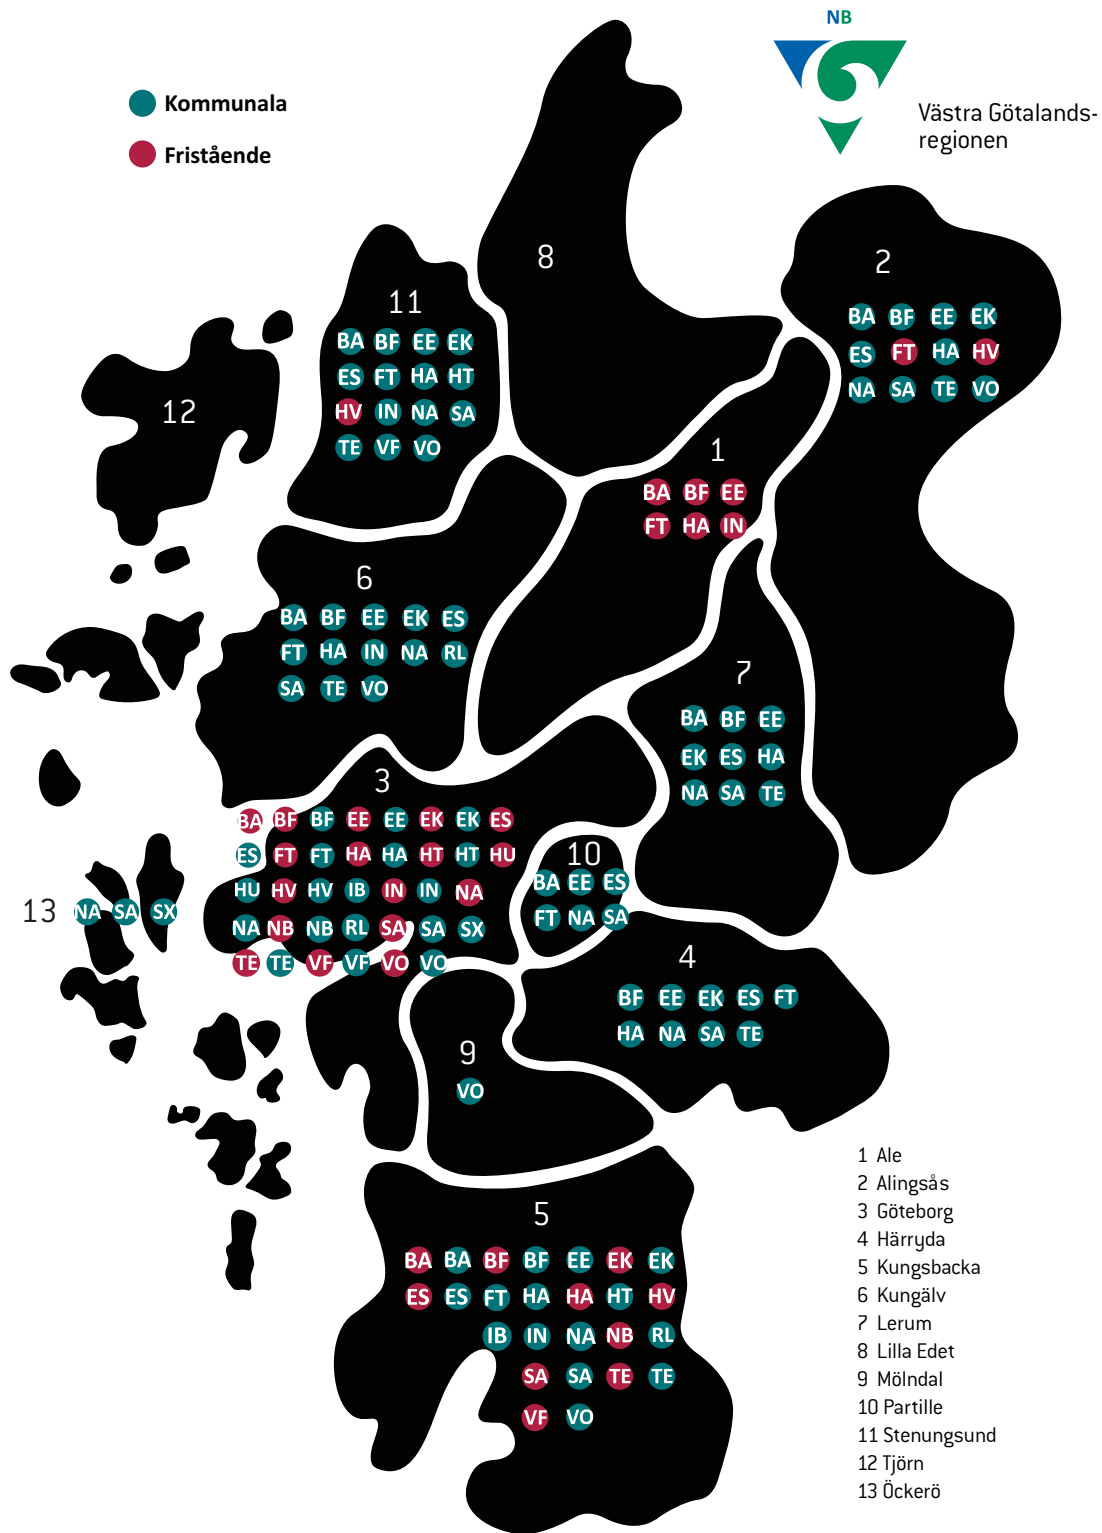 NB
Västra Götalands-
regionen
Kommunala
Fristående
8
2
BA BF EE EK
ES FT HA HV
NA SA TE VO
11
BA BF EE EK
ES FT HA HT
HV IN NA SA
TE VF VO
12
1
BA BF EE
FT HA IN
6
BA BF EE EK ES
FT HA IN NA RL
SA TE VO
7
BA BF EE
EK ES HA
NA SA TE
3
BA BF BF EE EE EK EK ES
ES FT FT HA HA HT HT HU
HU HV HV IB IN IN NA
NA NB NB RL SA SA SX
TE TE VF VF VO VO
10
BA EE ES
FT NA SA
13 NA SA SX
4
BF EE EK ES FT
HA NA SA TE
9
VO
5
BA BA BF BF EE EK EK
ES ES FT HA HA HT HV
IB IN NA NB RL
SA SA TE TE
VF VO
1 Ale
2 Alingsås
3 Göteborg
4 Härryda
5 Kungsbacka
6 Kungälv
7 Lerum
8 Lilla Edet
9 Mölndal
10 Partille
11 Stenungsund
12 Tjörn
13 Öckerö